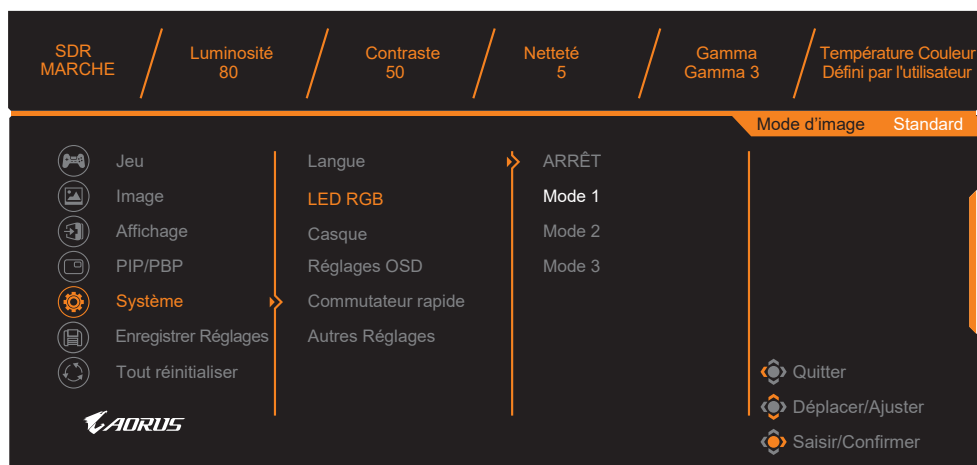 SDR
MARCHE
Luminosité
80
Contraste
50
Netteté
5
Gamma
Gamma 3
Température Couleur
Défini par l'utilisateur
Mode d’image Standard
Jeu
Image
Affichage
PIP/PBP
Système
Enregistrer Réglages
Tout réinitialiser
Langue
LED RGB
Casque
Réglages OSD
Commutateur rapide
Autres Réglages
ARRÊT
Mode 1
Mode 2
Mode 3
Quitter
Déplacer/Ajuster
Saisir/Confirmer
AORUS